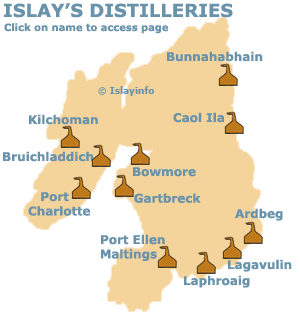 ISLAY'S DISTILLERIES
Click on name to access page
Bunnahabhain
© Islayinfo
Kilchoman
Caol Ila
Bruichladdich
Bowmore
Port
Charlotte
Gartbreck
Ardbeg
Port Ellen
Maltings
Lagavulin
Laphroaig